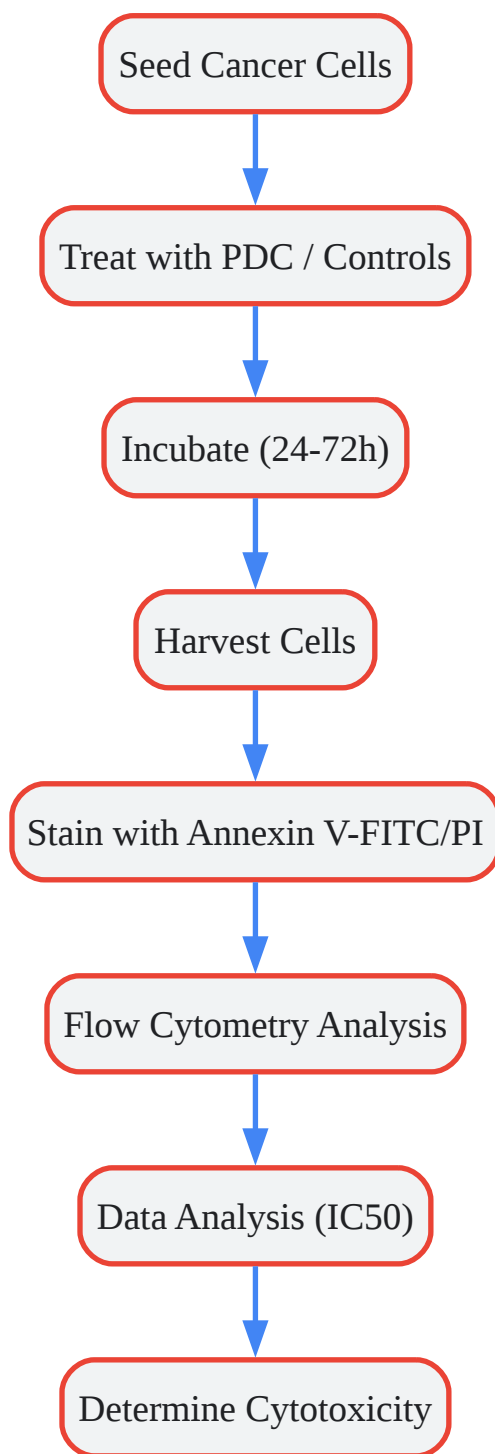 Seed Cancer Cells
Treat with PDC / Controls
Incubate (24-72h)
Harvest Cells
Stain with Annexin V-FITC/PI
Flow Cytometry Analysis
Data Analysis (IC50)
Determine Cytotoxicity